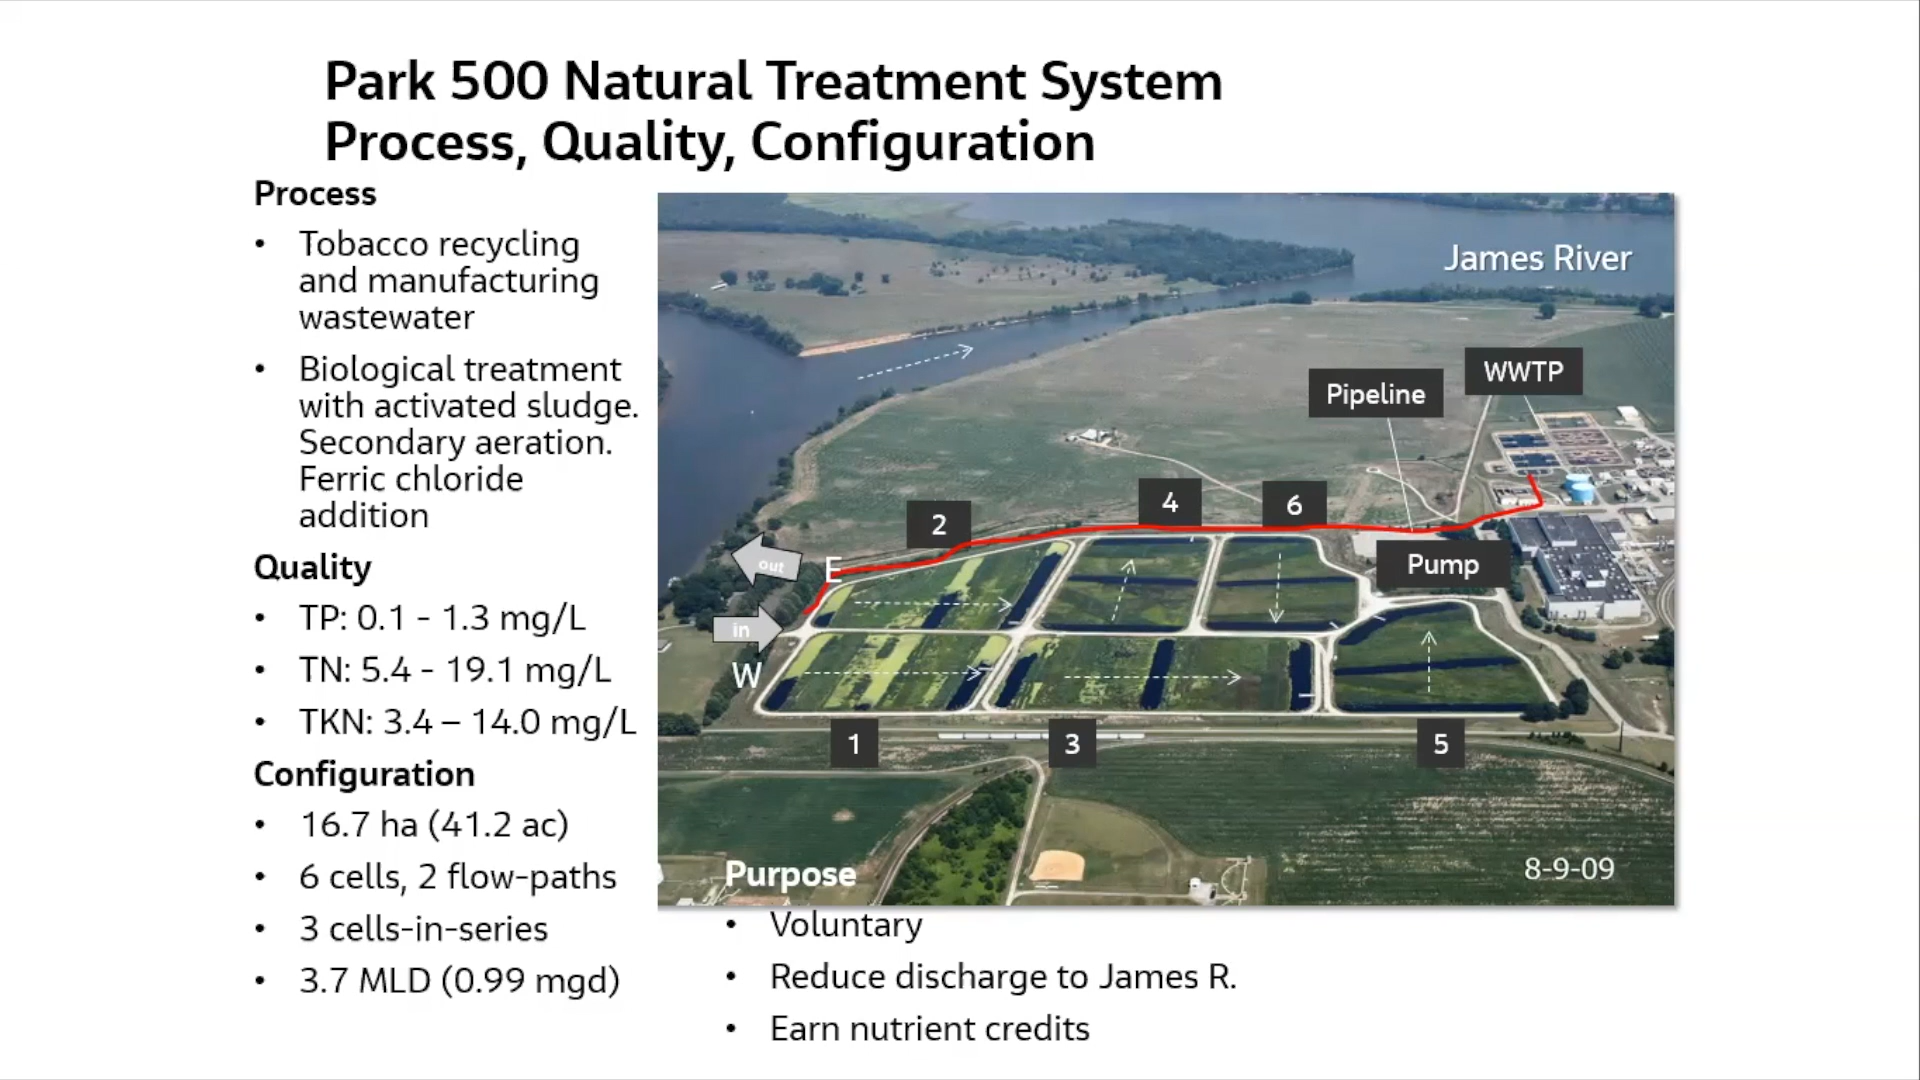 Park 500 Natural Treatment System
Process, Quality, Configuration
Process
• Tobacco recycling
and manufacturing
wastewater
• Biological treatment
with activated sludge.
Secondary aeration.
Ferric chloride
addition
Quality
• TP: 0.1 - 1.3 mg/L
• TN: 5.4 - 19.1 mg/L
• TKN: 3.4 – 14.0 mg/L
Configuration
• 16.7 ha (41.2 ac)
• 6 cells, 2 flow-paths
• 3 cells-in-series
• 3.7 MLD (0.99 mgd)
James River
WWTP
Pipeline
2
4
6
Pump
out
E
in
W
1
3
5
8-9-09
Purpose
• Voluntary
• Reduce discharge to James R.
• Earn nutrient credits